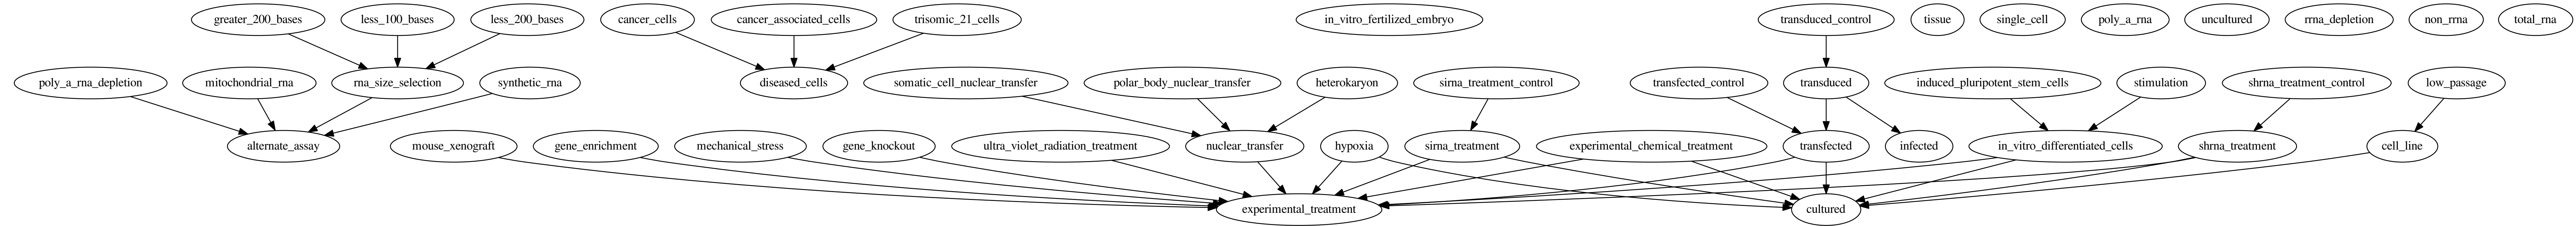 greater_200_bases
less_100_bases
less_200_bases
cancer_cells
cancer_associated_cells
trisomic_21_cells
in_vitro_fertilized_embryo
transduced_control
tissue
single_cell
poly_a_rna
uncultured
rrna_depletion
non_rrna
total_rna
poly_a_rna_depletion
mitochondrial_rna
rna_size_selection
synthetic_rna
diseased_cells
somatic_cell_nuclear_transfer
polar_body_nuclear_transfer
heterokaryon
sirna_treatment_control
transfected_control
transduced
induced_pluripotent_stem_cells
stimulation
shrna_treatment_control
low_passage
alternate_assay
mouse_xenograft
gene_enrichment
mechanical_stress
gene_knockout
ultra_violet_radiation_treatment
nuclear_transfer
hypoxia
sirna_treatment
experimental_chemical_treatment
transfected
infected
in_vitro_differentiated_cells
shrna_treatment
cell_line
experimental_treatment
cultured